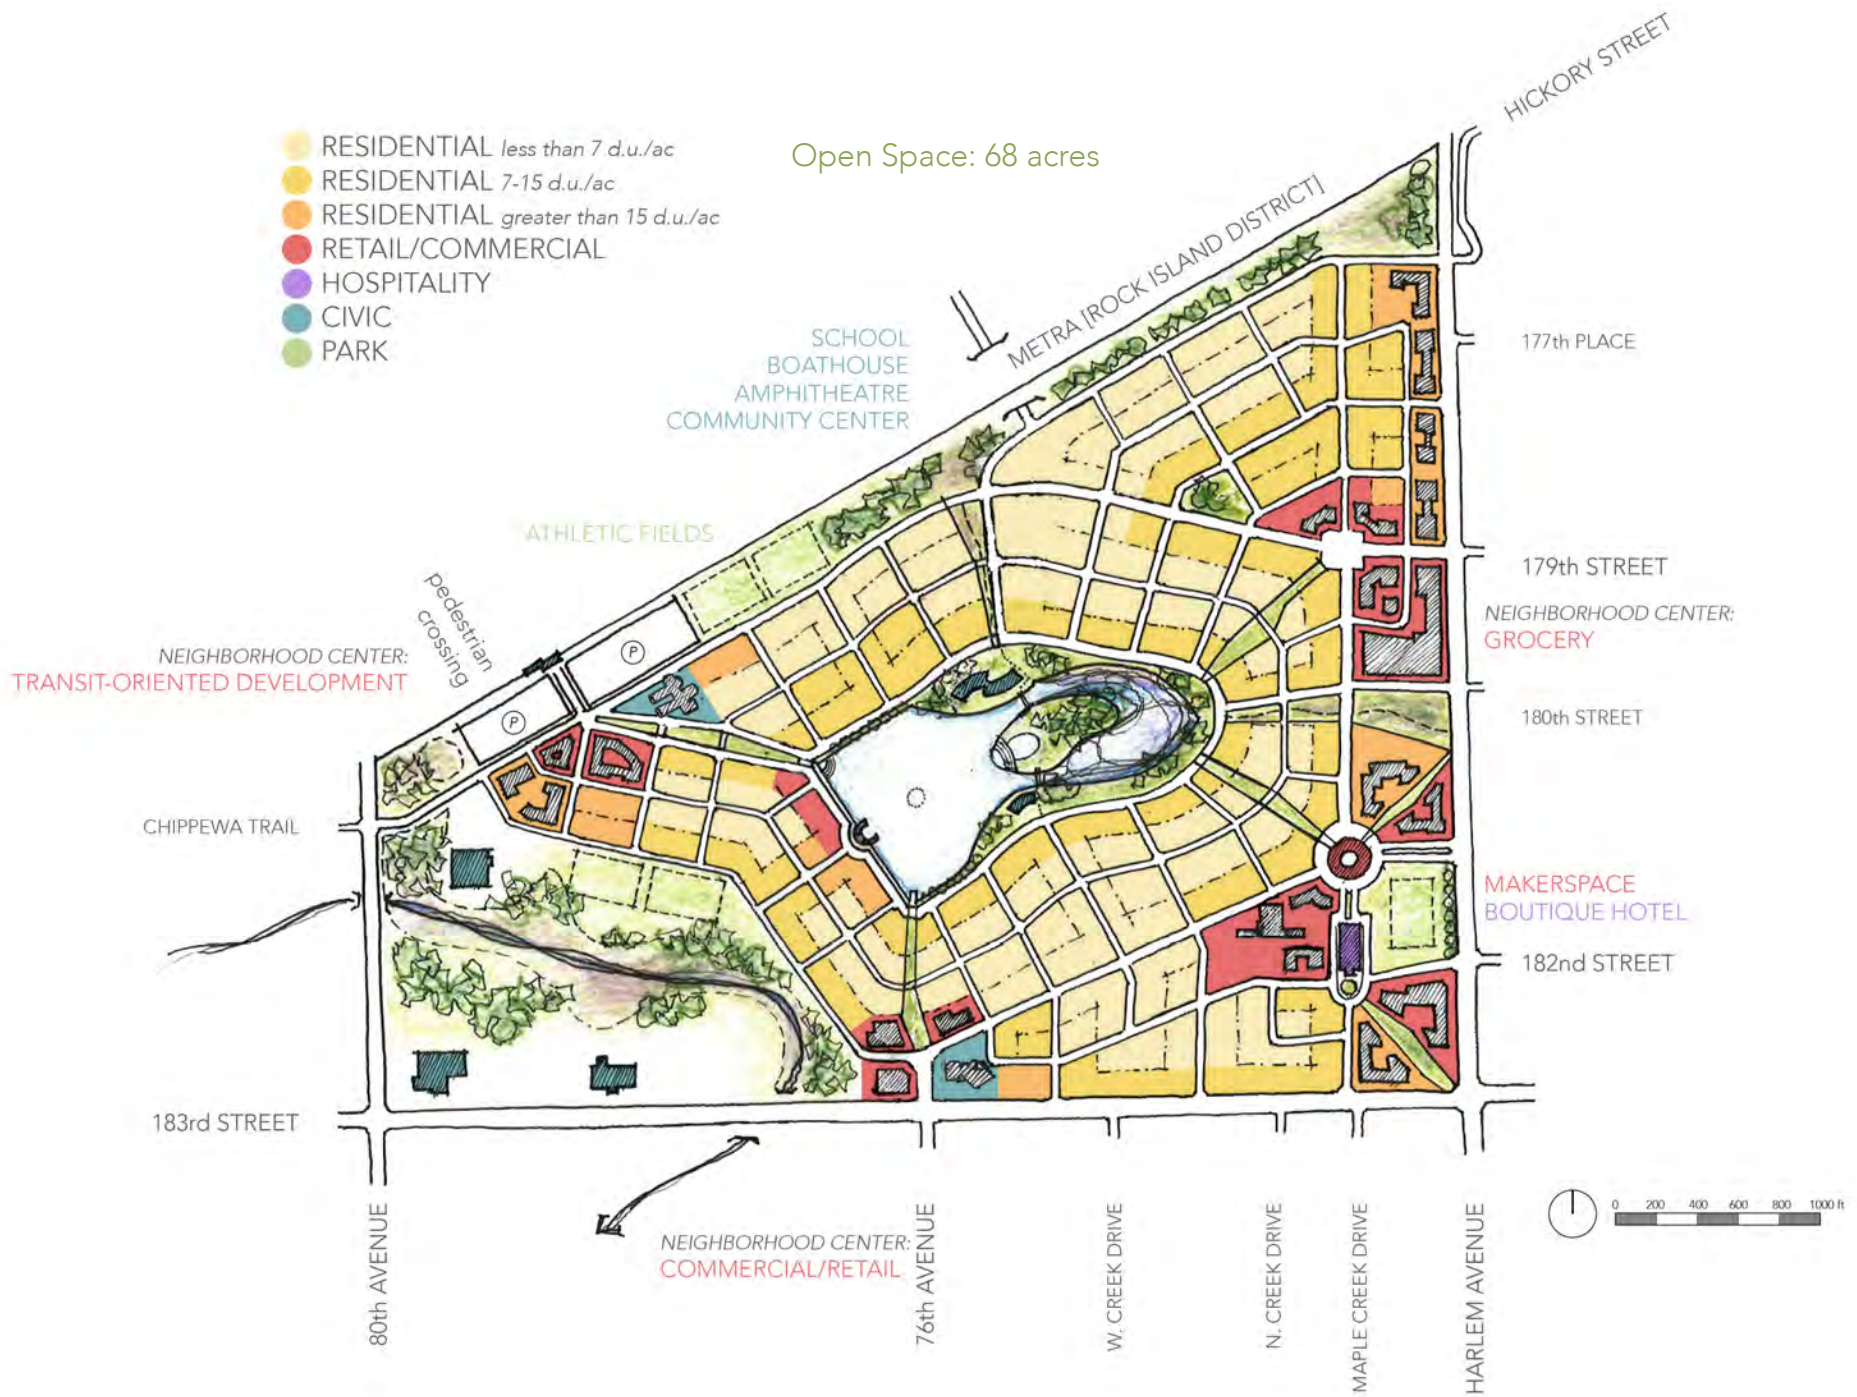 HICKORY STREET
RESIDENTIAL less than 7 d.u./ac
RESIDENTIAL 7-15 d.u./ac
RESIDENTIAL greater than 15 d.u./ac
RETAIL/COMMERCIAL
HOSPITALITY
CIVIC
PARK
Open Space: 68 acres
METRA [ROCK ISLAND DISTRICT]
SCHOOL
BOATHOUSE
AMPHITHEATRE
COMMUNITY CENTER
177th PLACE
ATHLETIC FIELDS
pedestrian
crossing
179th STREET
NEIGHBORHOOD CENTER:
GROCERY
NEIGHBORHOOD CENTER:
TRANSIT-ORIENTED DEVELOPMENT
P
P
180th STREET
CHIPPEWA TRAIL
MAKERSPACE
BOUTIQUE HOTEL
182nd STREET
183rd STREET
NEIGHBORHOOD CENTER:
COMMERCIAL/RETAIL
80th AVENUE
76th AVENUE
W. CREEK DRIVE
N. CREEK DRIVE
MAPLE CREEK DRIVE
HARLEM AVENUE
0 200 400 600 800 1000 ft